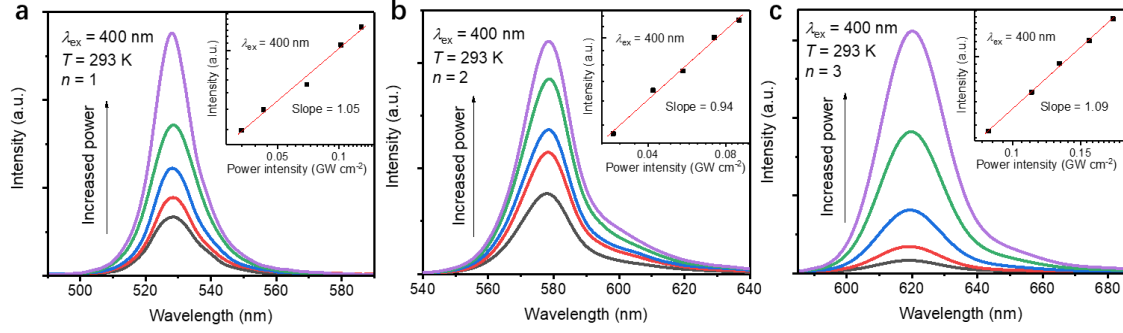 a
Intensity (a.u.)
λex = 400 nm
T = 293 K
n = 1
Increased power
Intensity (a.u.)
λex = 400 nm
Slope = 1.05
0.05 0.1
Power intensity (GW cm-2)
500 520 540 560 580
Wavelength (nm)
b
Intensity (a.u.)
λex = 400 nm
T = 293 K
n = 2
Increased power
Intensity (a.u.)
λex = 400 nm
Slope = 0.94
0.04 0.08
Power intensity (GW cm-2)
540 560 580 600 620 640
Wavelength (nm)
c
Intensity (a.u.)
λex = 400 nm
T = 293 K
n = 3
Increased power
Intensity (a.u.)
λex = 400 nm
Slope = 1.09
0.1 0.15
Power intensity (GW cm-2)
600 620 640 660 680
Wavelength (nm)